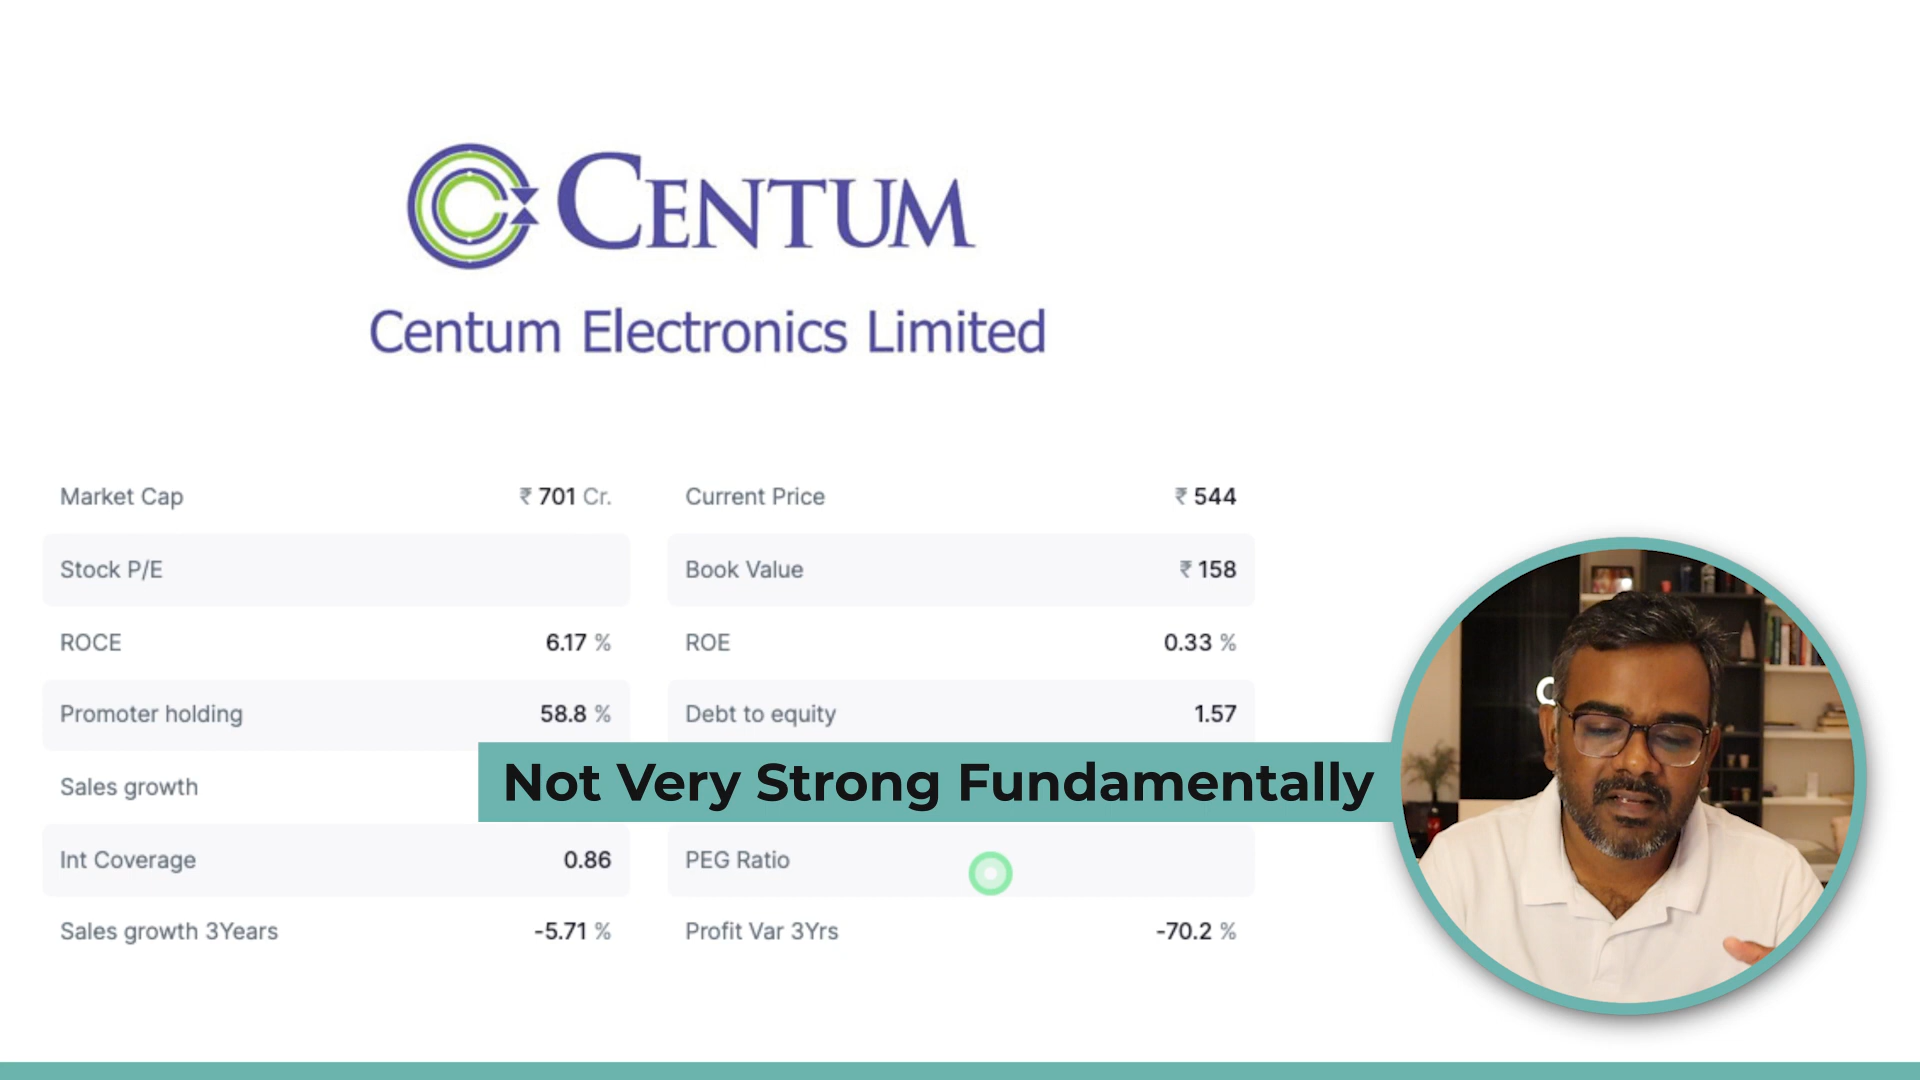 CENTUM
Centum Electronics Limited
Market Cap ₹ 701 Cr. Current Price ₹ 544
Stock P/E Book Value ₹ 158
ROCE 6.17 % ROE 0.33 %
Promoter holding 58.8 % Debt to equity 1.57
Sales growth
Not Very Strong Fundamentally
Int Coverage 0.86 PEG Ratio
Sales growth 3Years -5.71 % Profit Var 3Yrs -70.2 %